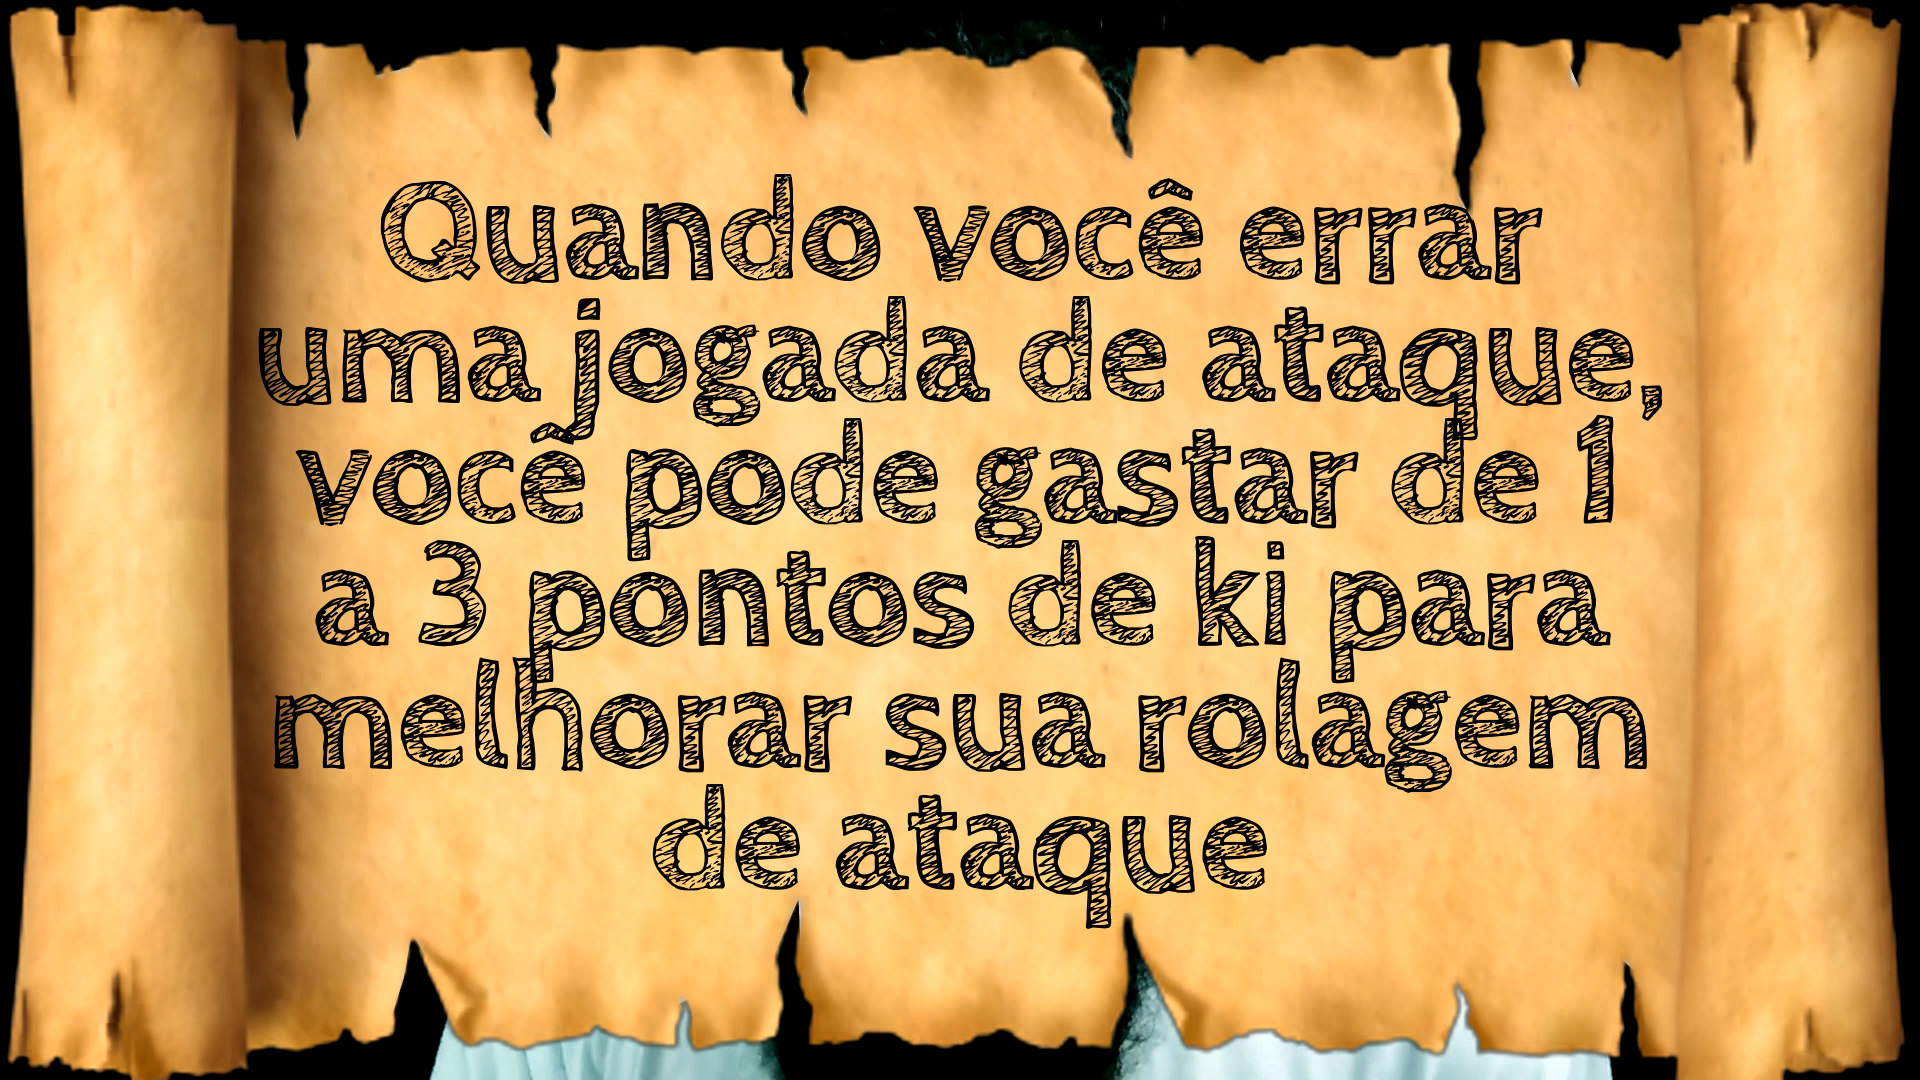 Quando você errar
uma jogada de ataque,
você pode gastar de 1
a 3 pontos de ki para
melhorar sua rolagem
de ataque